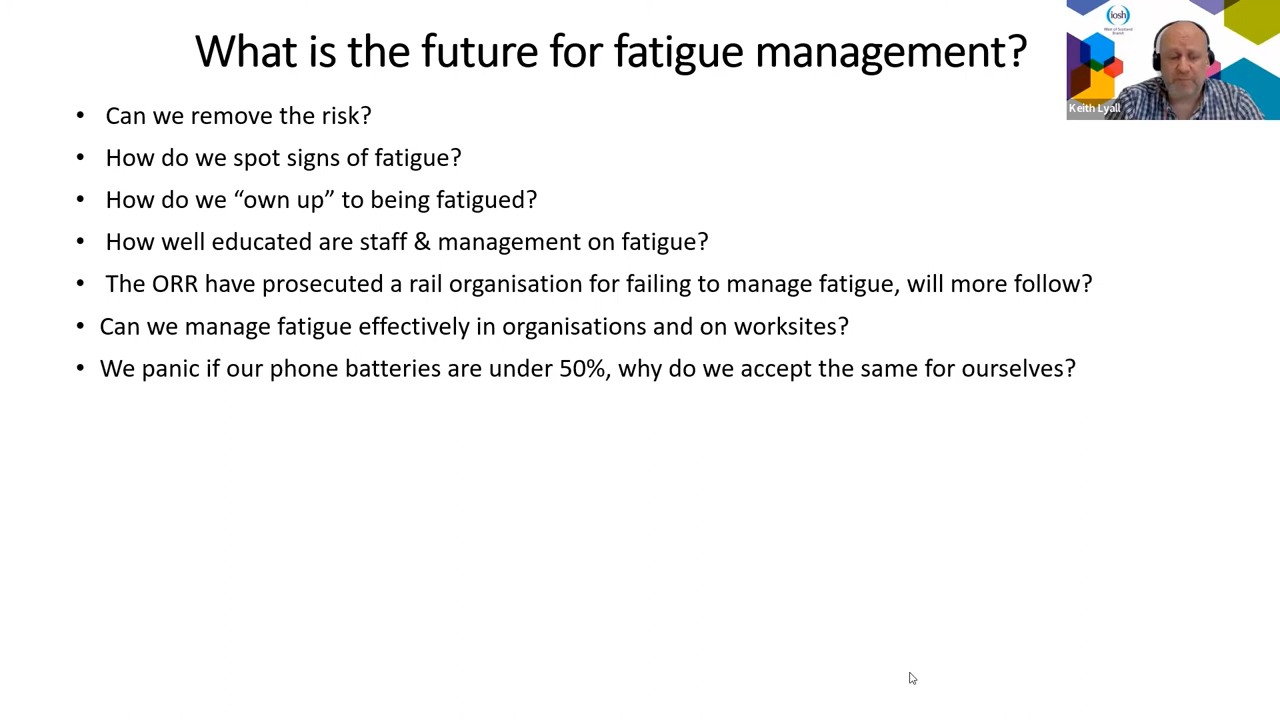 What is the future for fatigue management?
iosh
West of Scotland
Branch
Keith Lyall
• Can we remove the risk?
• How do we spot signs of fatigue?
• How do we “own up” to being fatigued?
• How well educated are staff & management on fatigue?
• The ORR have prosecuted a rail organisation for failing to manage fatigue, will more follow?
• Can we manage fatigue effectively in organisations and on worksites?
• We panic if our phone batteries are under 50%, why do we accept the same for ourselves?